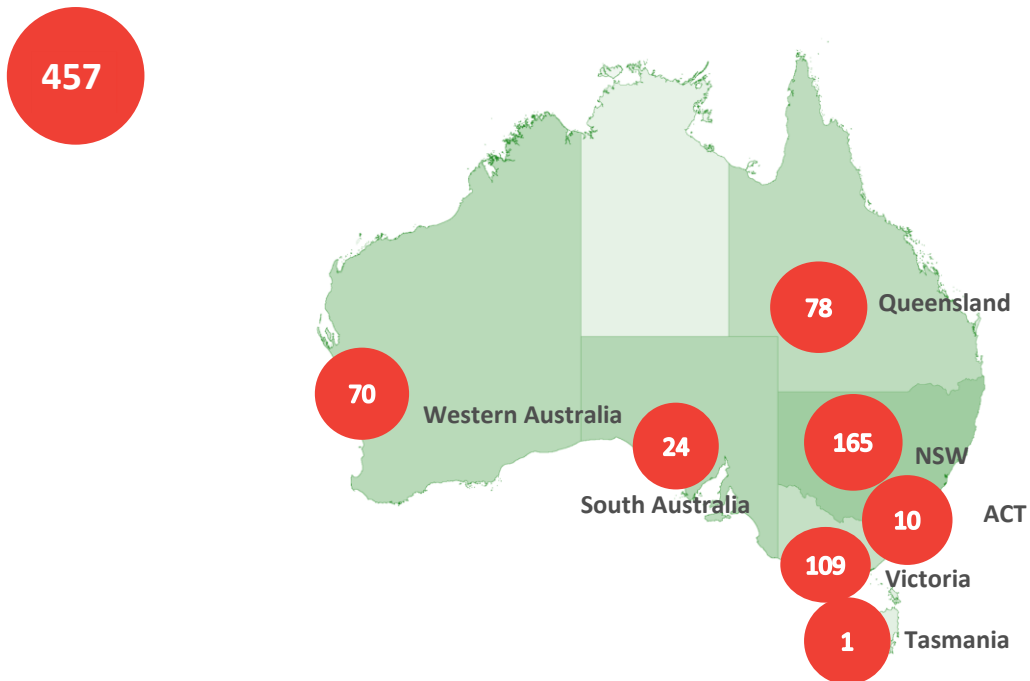 457
78
Queensland
70
Western Australia
24
South Australia
165
NSW
10
ACT
109
Victoria
1
Tasmania